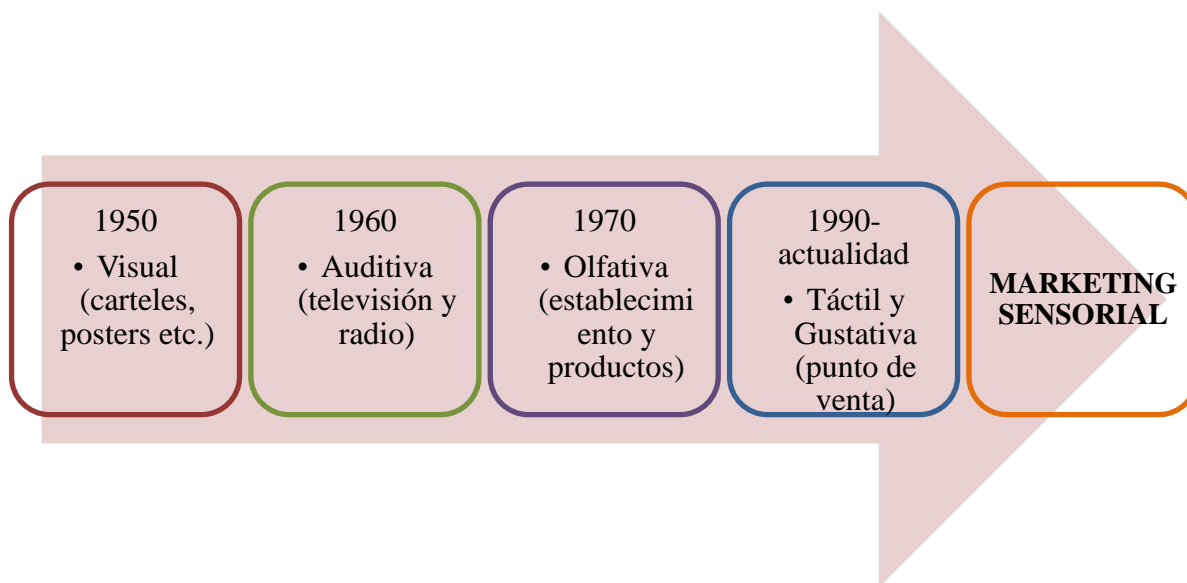 1950
• Visual
(carteles,
posters etc.)
1960
• Auditiva
(televisión y
radio)
1970
• Olfativa
(establecimi
ento y
productos)
1990-
actualidad
• Táctil y
Gustativa
(punto de
venta)
MARKETING
SENSORIAL